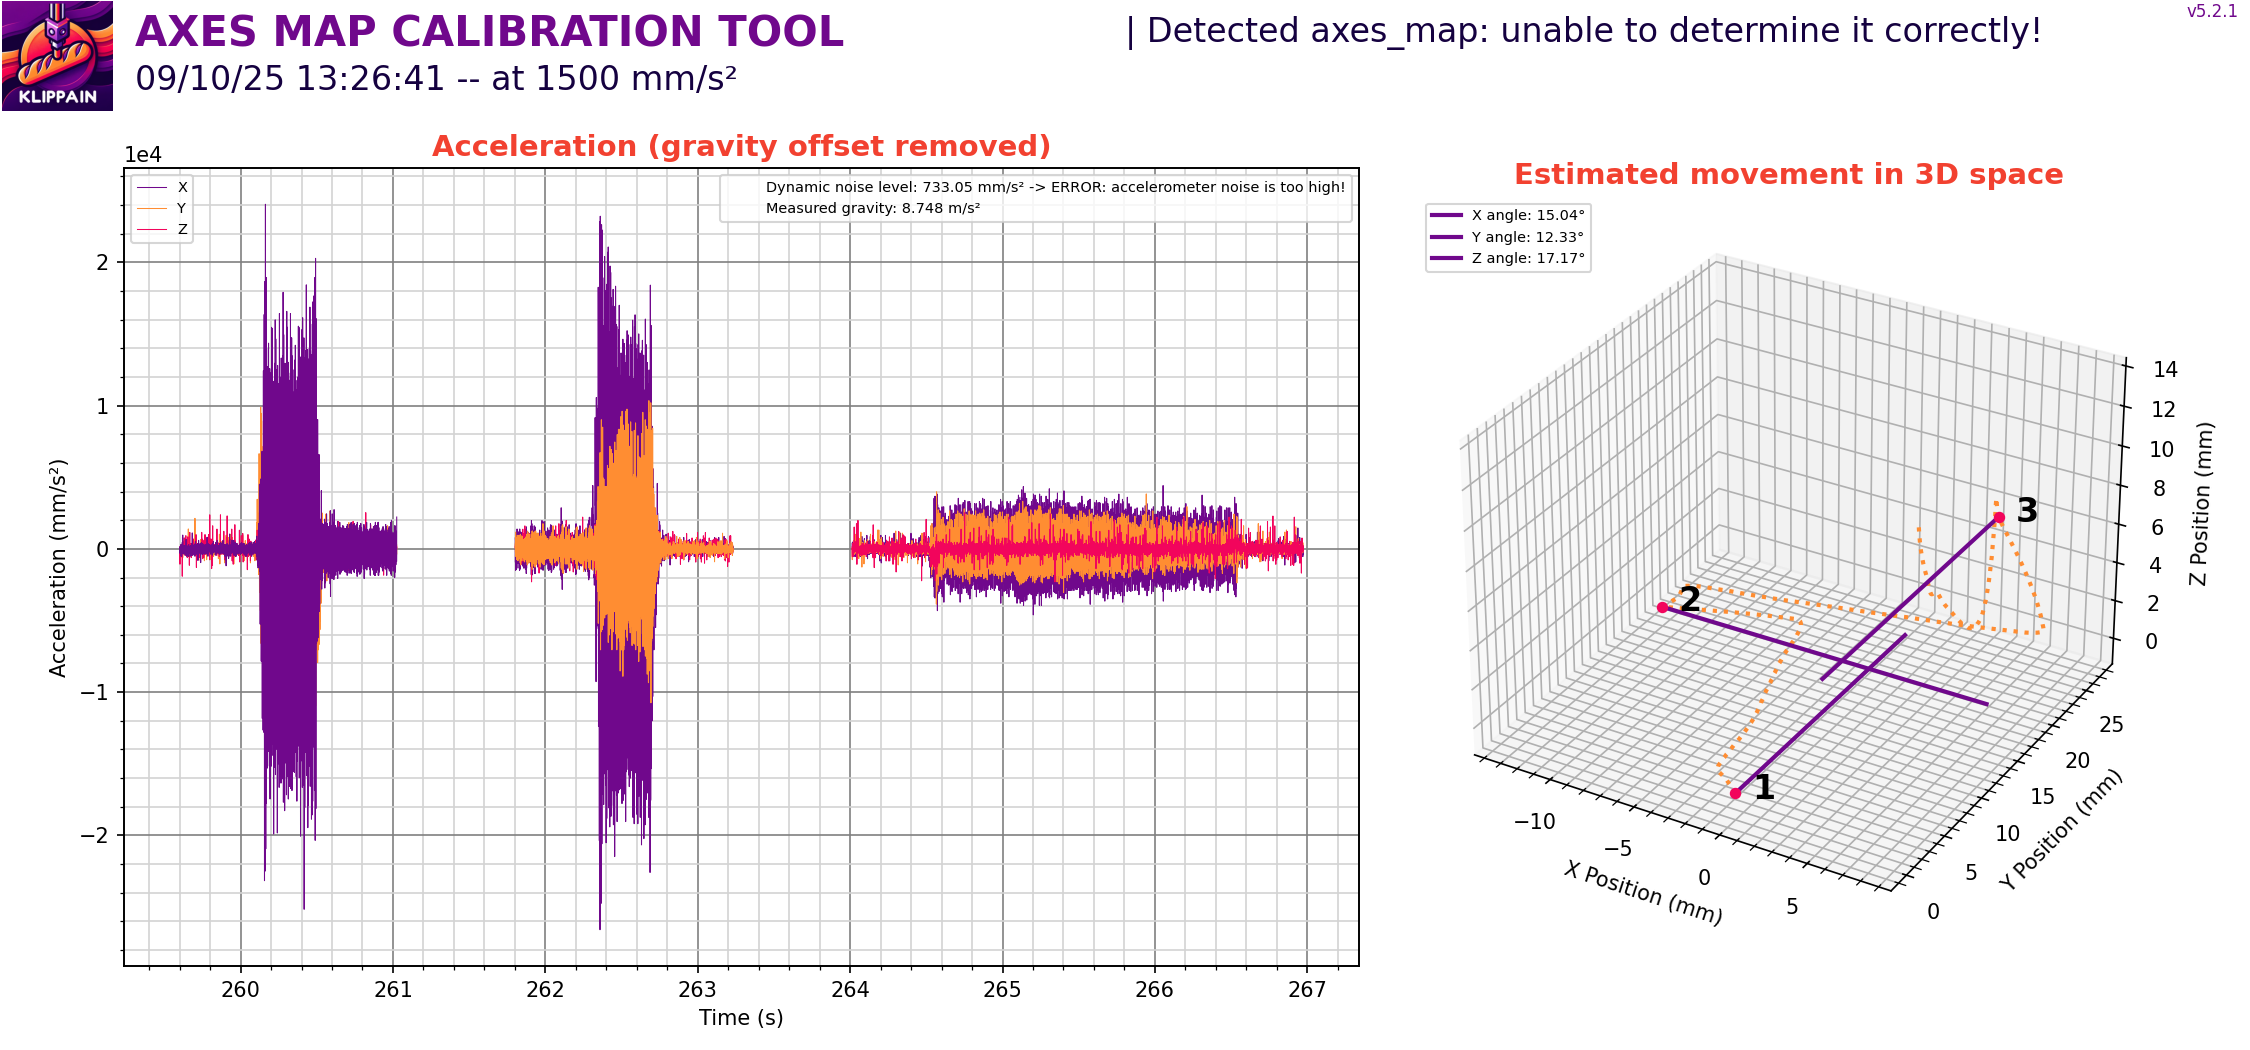 KLIPPAIN
AXES MAP CALIBRATION TOOL
09/10/25 13:26:41 -- at 1500 mm/s²
| Detected axes_map: unable to determine it correctly!
v5.2.1
Acceleration (gravity offset removed)
1e4
X
Y
Z
Dynamic noise level: 733.05 mm/s² -> ERROR: accelerometer noise is too high!
Measured gravity: 8.748 m/s²
2
1
0
−1
−2
Acceleration (mm/s²)
260 261 262 263 264 265 266 267
Time (s)
Estimated movement in 3D space
X angle: 15.04°
Y angle: 12.33°
Z angle: 17.17°
1
2
3
−10 −5 0 5
X Position (mm)
0 5 10 15 20 25
Y Position (mm)
0 2 4 6 8 10 12 14
Z Position (mm)